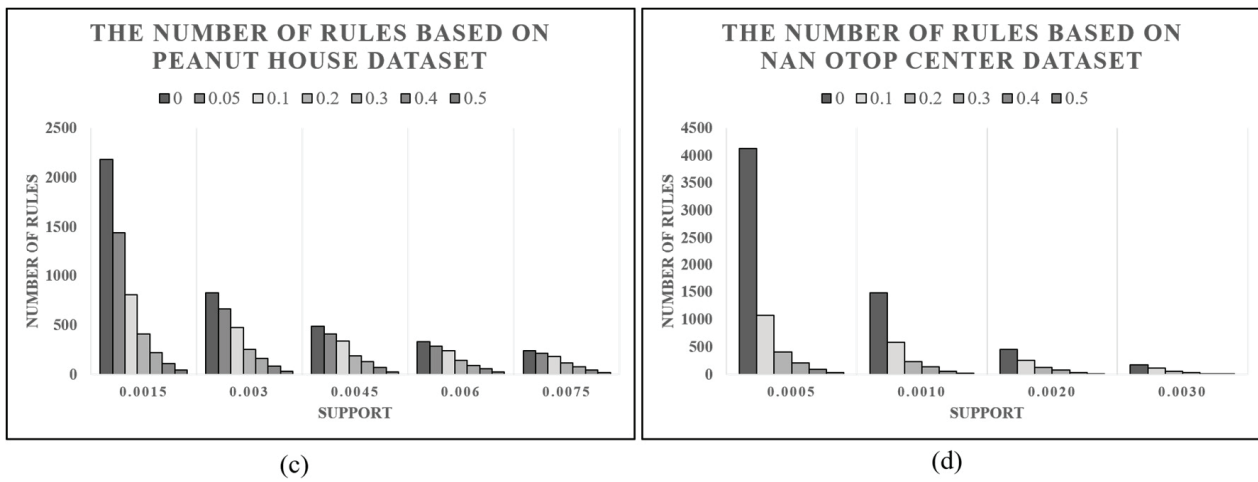 THE NUMBER OF RULES BASED ON
PEANUT HOUSE DATASET
0 0.05 0.1 0.2 0.3 0.4 0.5
2500
2000
1500
1000
500
0
NUMBER OF RULES
0.0015 0.003 0.0045 0.006 0.0075
SUPPORT
(c)
THE NUMBER OF RULES BASED ON
NAN OTOP CENTER DATASET
0 0.1 0.2 0.3 0.4 0.5
4500
4000
3500
3000
2500
2000
1500
1000
500
0
NUMBER OF RULES
0.0005 0.0010 0.0020 0.0030
SUPPORT
(d)